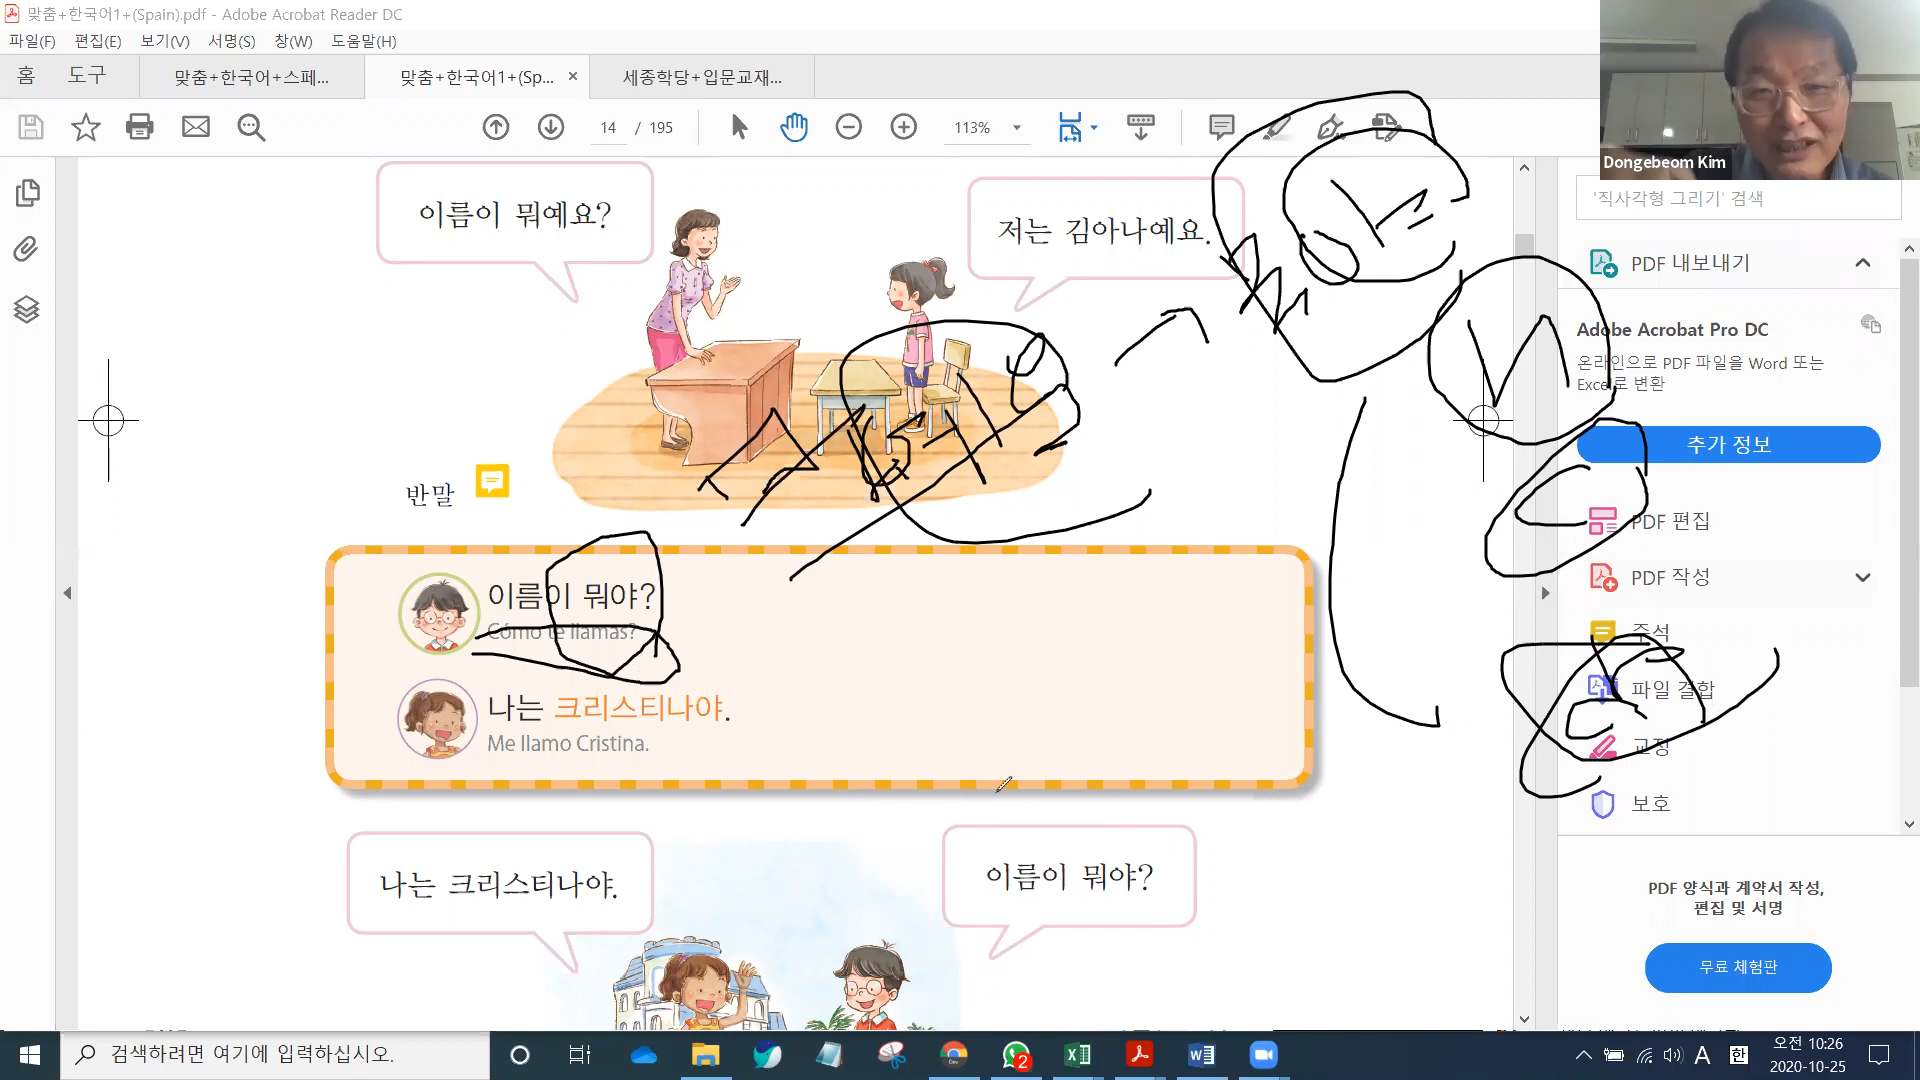 맞춤+한국어1+(Spain).pdf - Adobe Acrobat Reader DC
파일(F) 편집(E) 보기(V) 서명(S) 창(W) 도움말(H)
홈 도구 맞춤+한국어+스페... 맞춤+한국어1+(Sp... × 세종학당+입문교재...
14 / 195 113%
Dongebeom Kim
'직사각형 그리기' 검색
이름이 뭐예요?
저는 김아나예요.
PDF 내보내기
Adobe Acrobat Pro DC
온라인으로 PDF 파일을 Word 또는
Excel로 변환
추가 정보
반말
PDF 편집
PDF 작성
이름이 뭐야?
Cómo te llamas?
주석
파일 결합
나는 크리스티나야.
Me llamo Cristina.
교정
보호
나는 크리스티나야.
이름이 뭐야?
PDF 양식과 계약서 작성,
편집 및 서명
무료 체험판
검색하려면 여기에 입력하십시오.
Dev
2
A 한
오전 10:26
2020-10-25